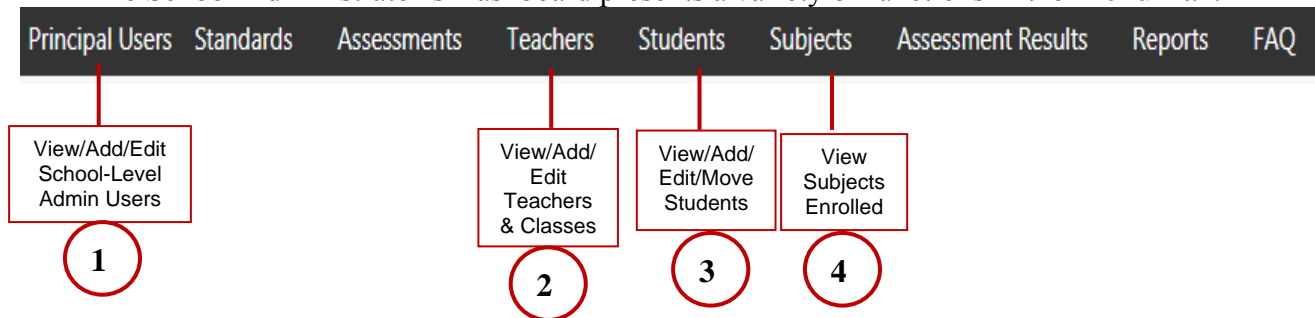 Principal Users Standards Assessments Teachers Students Subjects Assessment Results Reports FAQ
View/Add/Edit
School-Level
Admin Users
1
View/Add/
Edit
Teachers
& Classes
2
View/Add/
Edit/Move
Students
3
View
Subjects
Enrolled
4